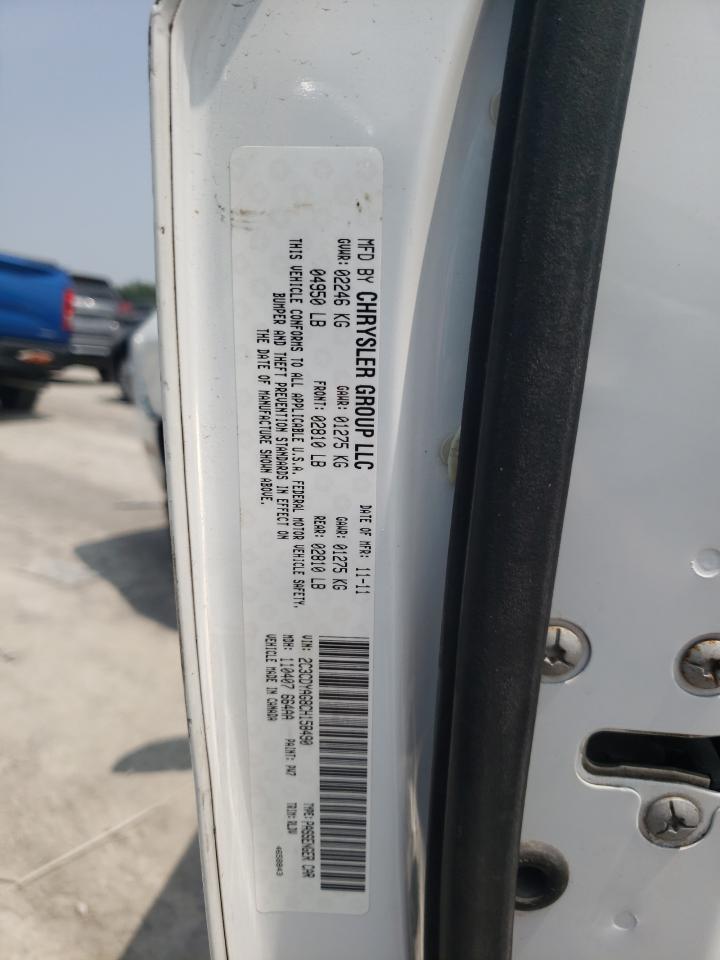 MFD BY CHRYSLER GROUP LLC DATE OF MFR: 11-11
GVWR: 02246 KG GAWR: 01275 KG GAWR: 01275 KG
04950 LB FRONT: 02810 LB REAR: 02810 LB
THIS VEHICLE CONFORMS TO ALL APPLICABLE U.S.A. FEDERAL MOTOR VEHICLE SAFETY,
BUMPER AND THEFT PREVENTION STANDARDS IN EFFECT ON
THE DATE OF MANUFACTURE SHOWN ABOVE.
VIN: 2C3CDYAG8CH158490 TYPE: PASSENGER CAR
MDH: 110407 664AA PAINT: PW7 TRIM:
VEHICLE MADE IN CANADA 4658843